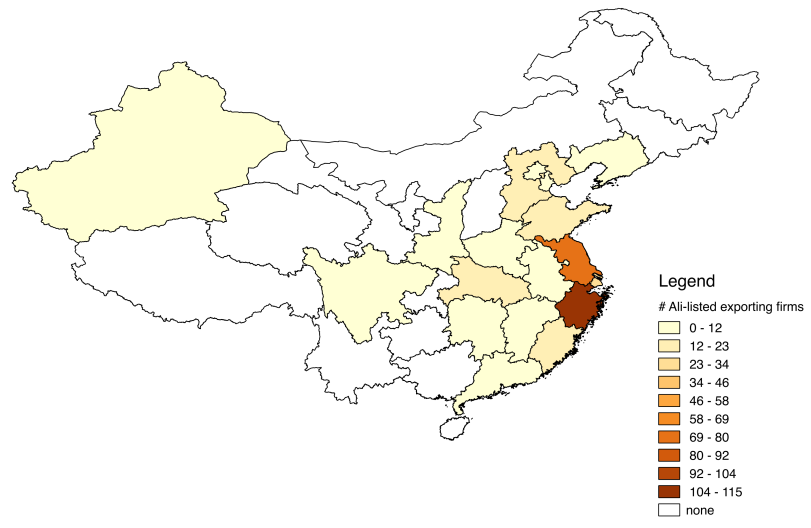 Legend
# Ali-listed exporting firms
0 - 12
12 - 23
23 - 34
34 - 46
46 - 58
58 - 69
69 - 80
80 - 92
92 - 104
104 - 115
none